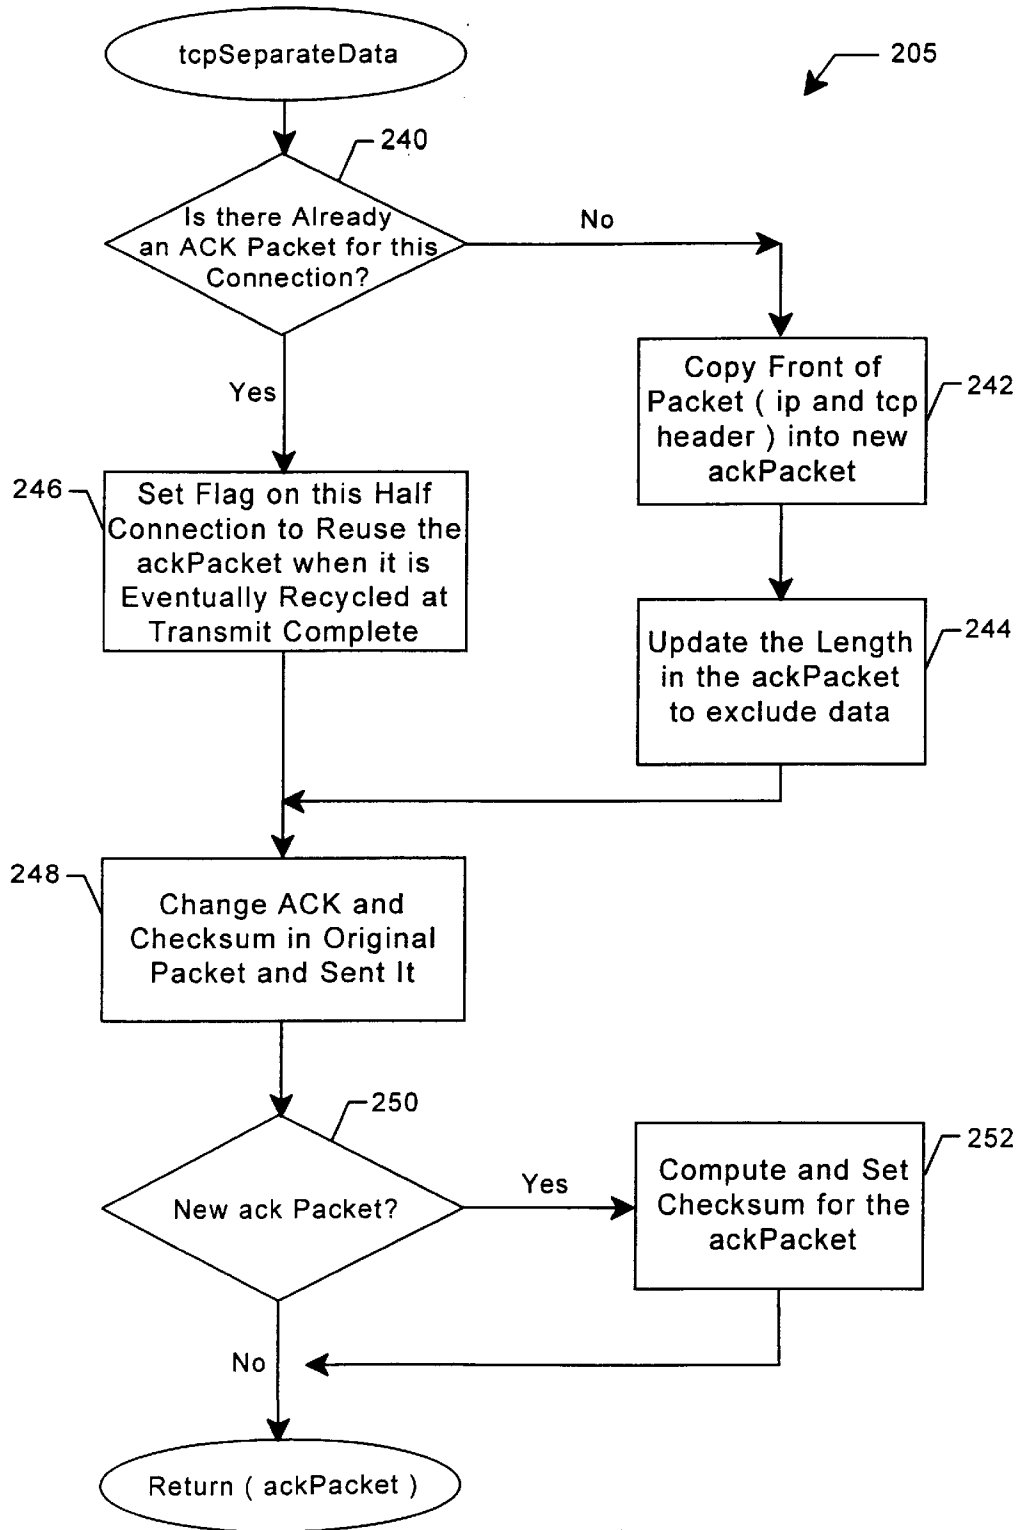 tcpSeparateData
205
240
Is there Already
an ACK Packet for this
Connection?
No
Yes
Copy Front of
Packet ( ip and tcp
header ) into new
ackPacket
242
246
Set Flag on this Half
Connection to Reuse the
ackPacket when it is
Eventually Recycled at
Transmit Complete
Update the Length
in the ackPacket
to exclude data
244
248
Change ACK and
Checksum in Original
Packet and Sent It
250
New ack Packet?
Yes
Compute and Set
Checksum for the
ackPacket
252
No
Return ( ackPacket )